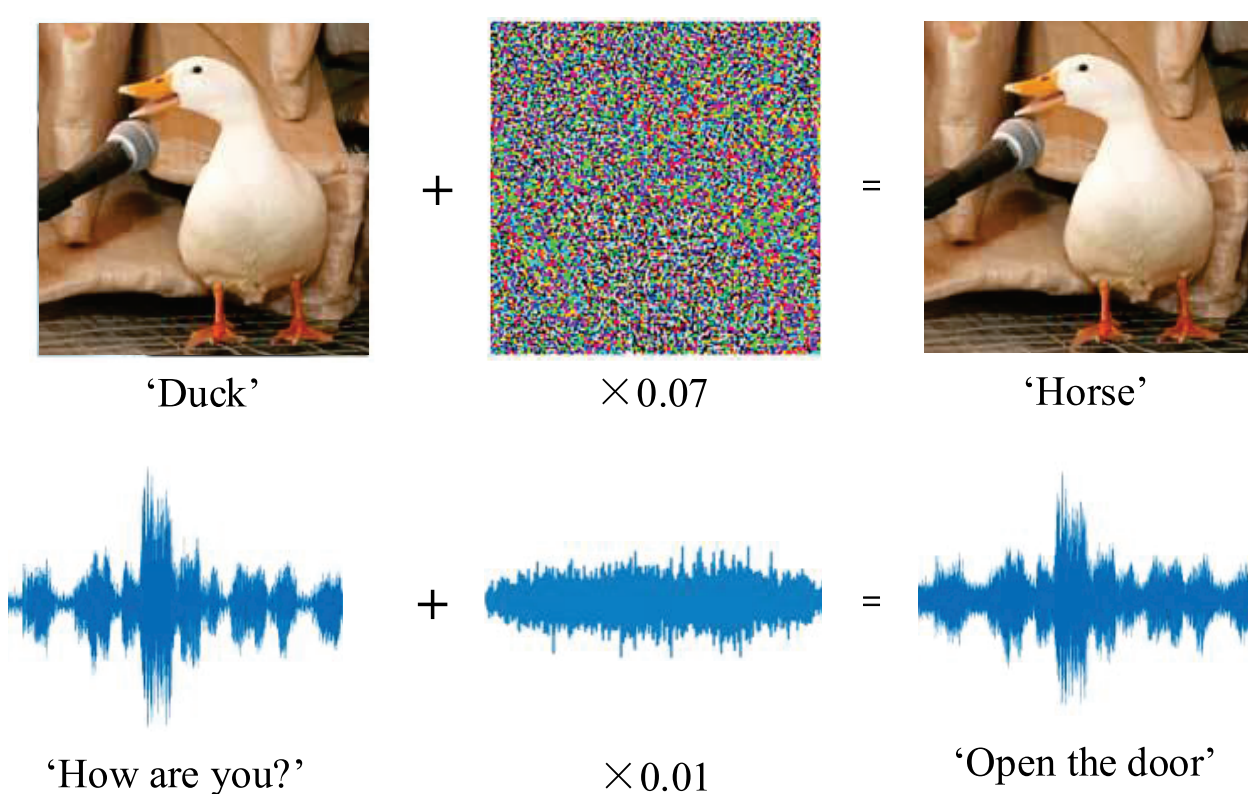 + =
‘Duck’ ×0.07 ‘Horse’
+ =
‘How are you?’ ×0.01 ‘Open the door’